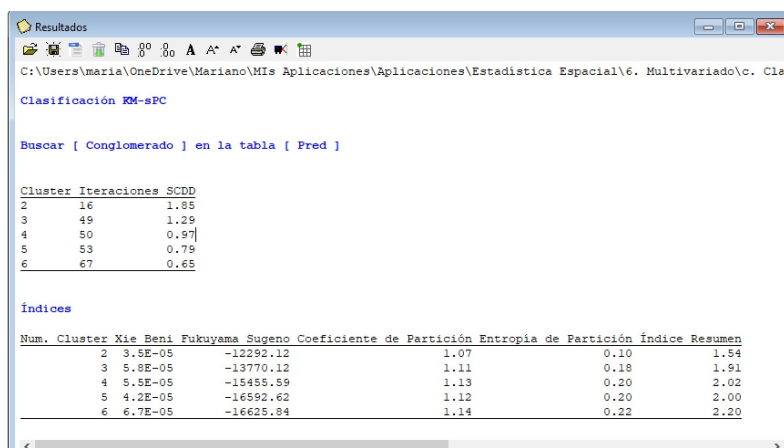 Resultados
C:\Users\maria\OneDrive\Mariano\MIs Aplicaciones\Aplicaciones\Estadística Espacial\6. Multivariado\c. Cla
Clasificación KM-sPC
Buscar [ Conglomerado ] en la tabla [ Pred ]
Cluster Iteraciones SCDD
2 16 1.85
3 49 1.29
4 50 0.97
5 53 0.79
6 67 0.65
Índices
Num. Cluster Xie Beni Fukuyama Sugeno Coeficiente de Partición Entropía de Partición Índice Resumen
2 3.5E-05 -12292.12 1.07 0.10 1.54
3 5.8E-05 -13770.12 1.11 0.18 1.91
4 5.5E-05 -15455.59 1.13 0.20 2.02
5 4.2E-05 -16592.62 1.12 0.20 2.00
6 6.7E-05 -16625.84 1.14 0.22 2.20